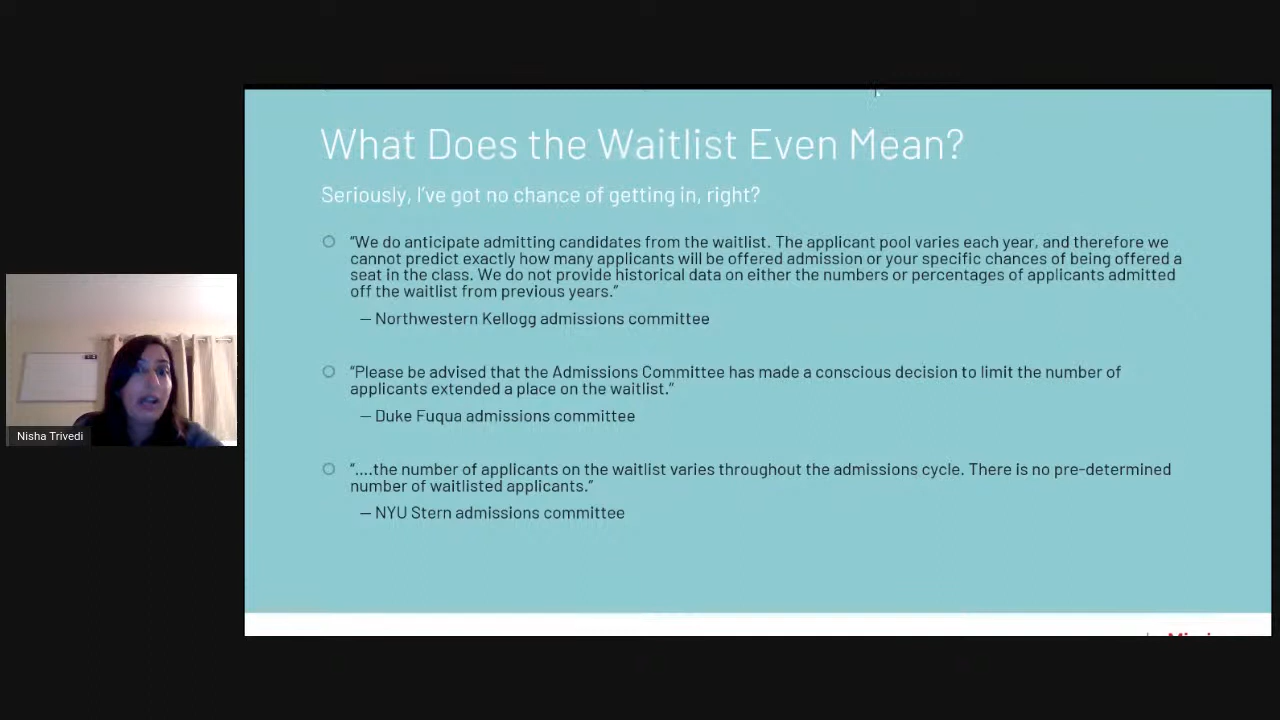 What Does the Waitlist Even Mean?
Seriously, I've got no chance of getting in, right?
"We do anticipate admitting candidates from the waitlist. The applicant pool varies each year, and therefore we
cannot predict exactly how many applicants will be offered admission or your specific chances of being offered a
seat in the class. We do not provide historical data on either the numbers or percentages of applicants admitted
off the waitlist from previous years."
— Northwestern Kellogg admissions committee
"Please be advised that the Admissions Committee has made a conscious decision to limit the number of
applicants extended a place on the waitlist."
— Duke Fuqua admissions committee
"....the number of applicants on the waitlist varies throughout the admissions cycle. There is no pre-determined
number of waitlisted applicants."
— NYU Stern admissions committee
Nisha Trivedi